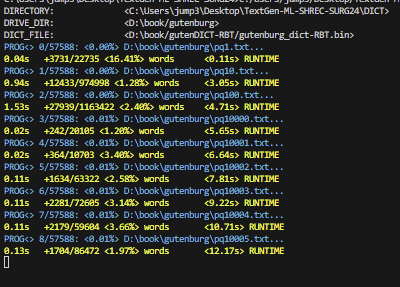 DIRECTORY: <C:\Users\jump3\Desktop\TextGen-ML-SHREC-SURG24\DICT>
DRIVE_DIR: <D:\book/gutenburg>
DICT_FILE: <D:\book/gutenDICT-RBT/gutenburg_dict-RBT.bin>
PROG<> 0/57588: <0.00%> D:\book\gutenburg\pq1.txt...
0.04s +3731/22735 <16.41%> words <0.11s> RUNTIME
PROG<> 1/57588: <0.00%> D:\book\gutenburg\pq10.txt...
0.94s +12433/974998 <1.28%> words <3.05s> RUNTIME
PROG<> 2/57588: <0.00%> D:\book\gutenburg\pq100.txt...
1.53s +27939/1163422 <2.40%> words <4.71s> RUNTIME
PROG<> 3/57588: <0.01%> D:\book\gutenburg\pq10000.txt...
0.02s +242/20105 <1.20%> words <5.65s> RUNTIME
PROG<> 4/57588: <0.01%> D:\book\gutenburg\pq10001.txt...
0.02s +364/10703 <3.40%> words <6.64s> RUNTIME
PROG<> 5/57588: <0.01%> D:\book\gutenburg\pq10002.txt...
0.11s +1634/63322 <2.58%> words <7.81s> RUNTIME
PROG<> 6/57588: <0.01%> D:\book\gutenburg\pq10003.txt...
0.11s +2281/72605 <3.14%> words <9.22s> RUNTIME
PROG<> 7/57588: <0.01%> D:\book\gutenburg\pq10004.txt...
0.11s +2179/59604 <3.66%> words <10.71s> RUNTIME
PROG<> 8/57588: <0.01%> D:\book\gutenburg\pq10005.txt...
0.13s +1704/86472 <1.97%> words <12.17s> RUNTIME